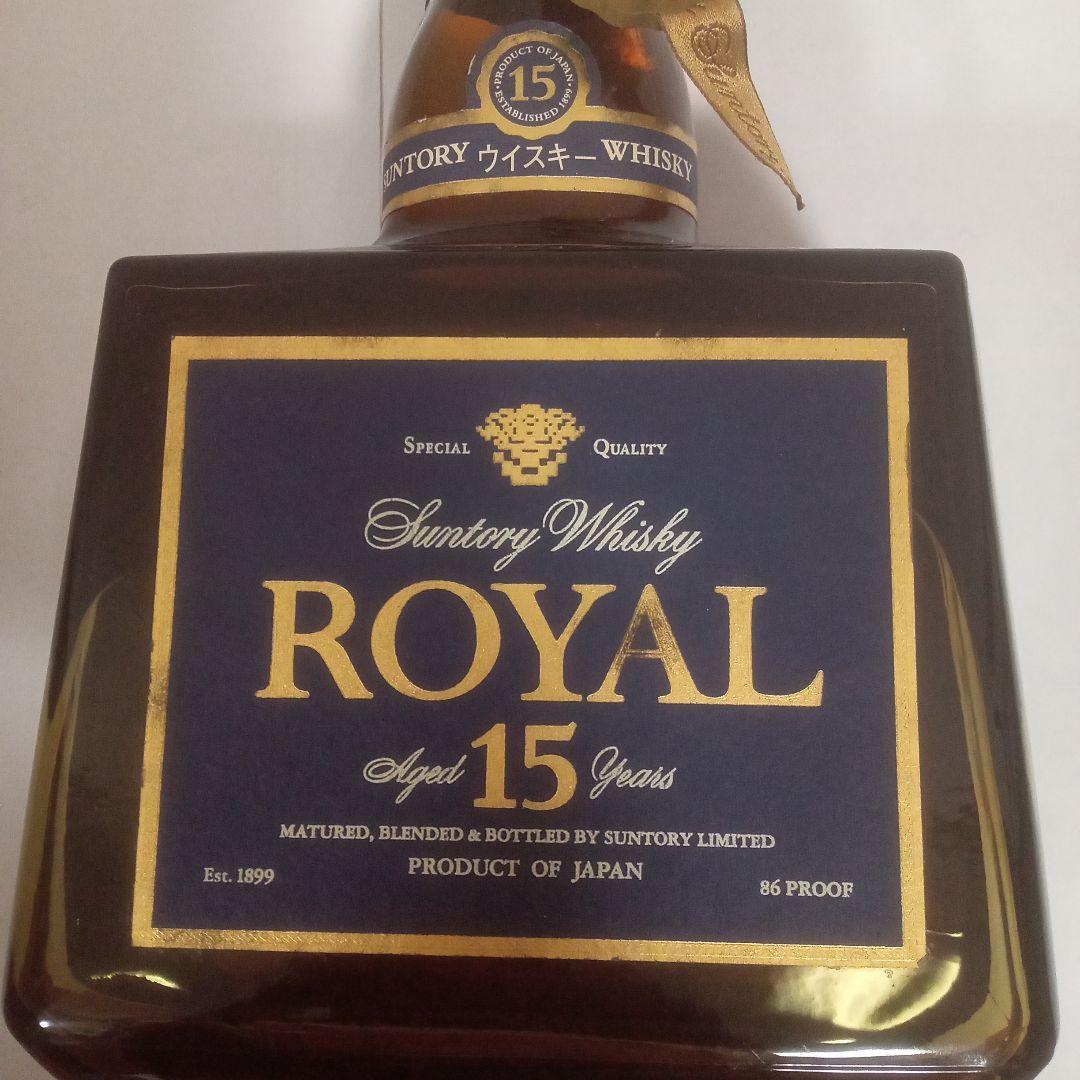 PRODUCT OF JAPAN
15
ESTABLISHED 1899
SUNTORY ウイスキー WHISKY
Suntory
SPECIAL QUALITY
Suntory Whisky
ROYAL
Aged 15 Years
MATURED, BLENDED & BOTTLED BY SUNTORY LIMITED
PRODUCT OF JAPAN
Est. 1899
86 PROOF